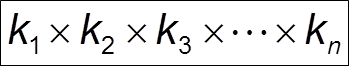 k₁ × k₂ × k₃ × ⋯ × kₙ